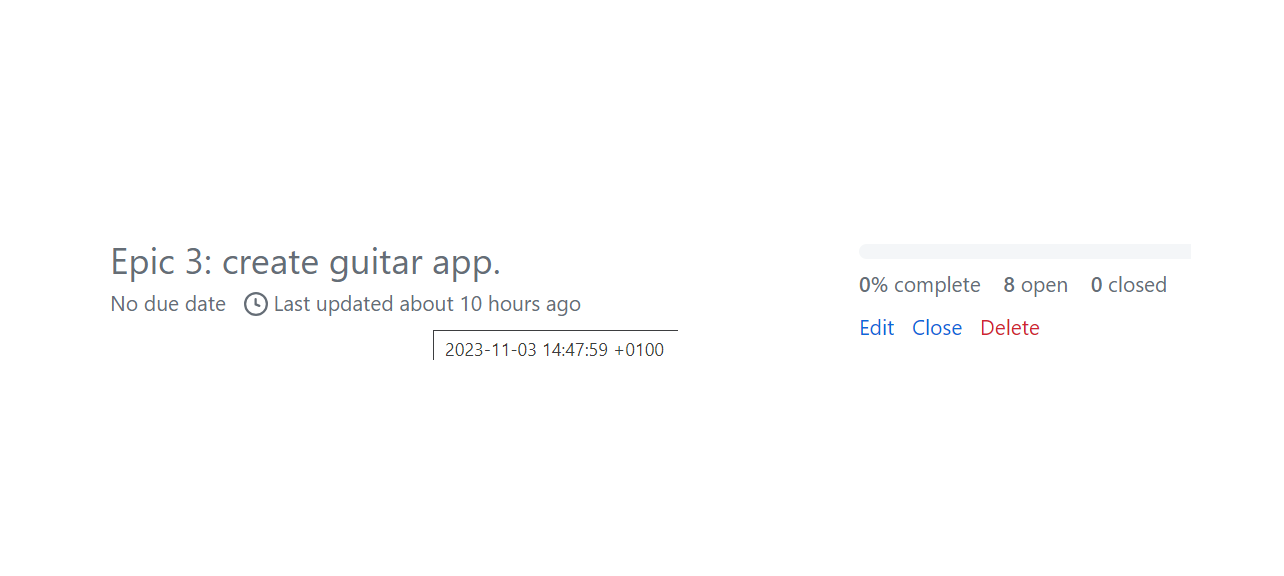 Epic 3: create guitar app.
No due date Last updated about 10 hours ago
2023-11-03 14:47:59 +0100
0% complete 8 open 0 closed
Edit Close Delete